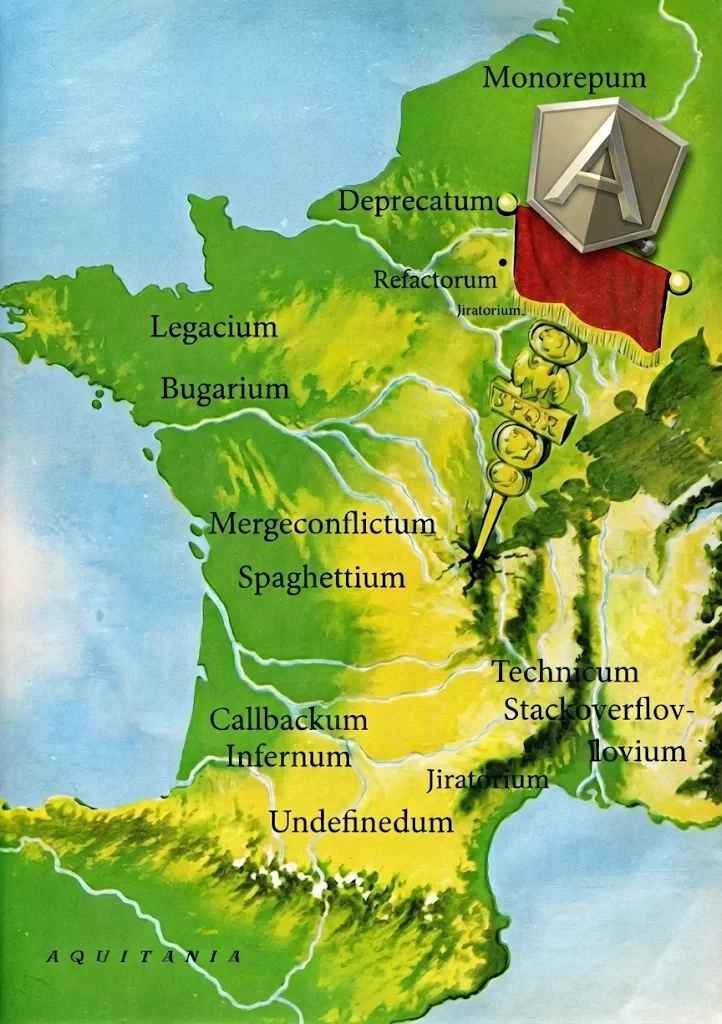 Monorepum
A
Deprecatum
Refactorum
Jiratorium
Legacium
Bugarium
SPQR
Mergeconflictum
Spaghettium
Technicum
Stackoverflov-
llovium
Callbackum
Infernum
Jiratorium
Undefinedum
AQUITANIA